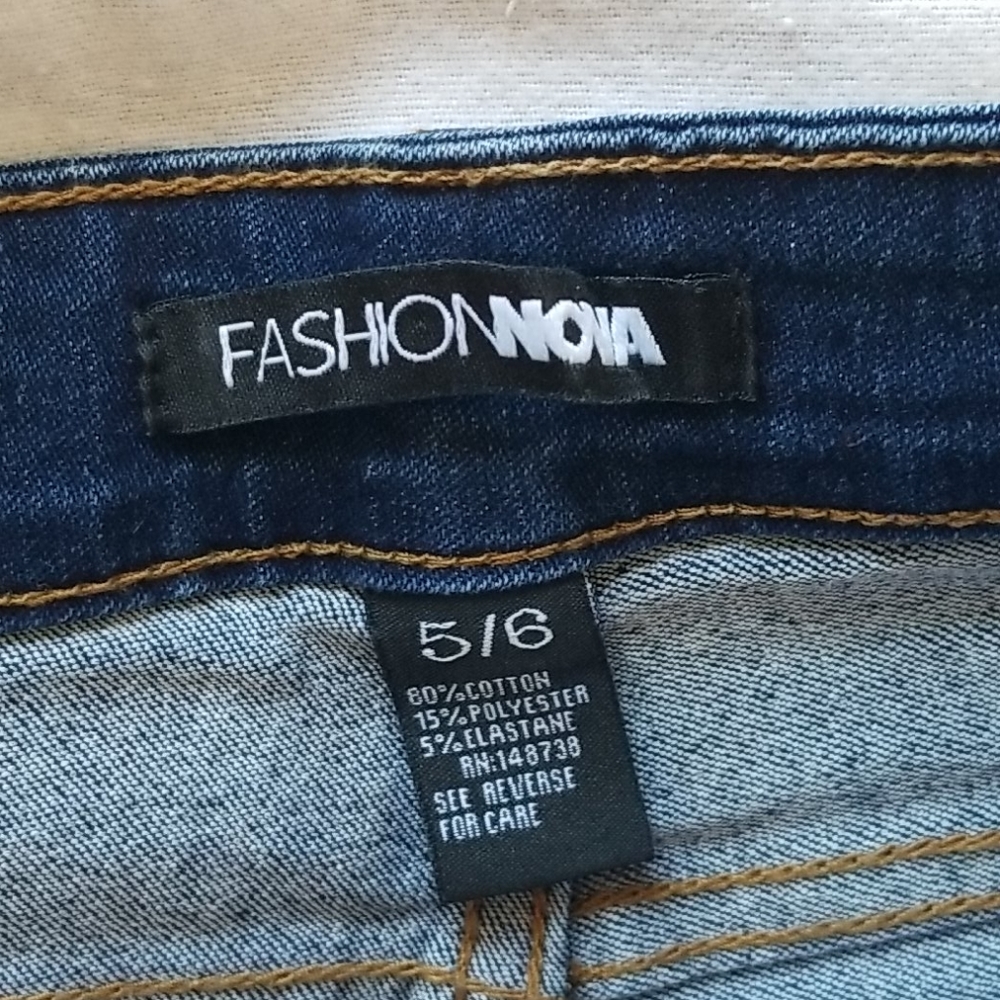 FASHIONNOVA
5/6
80%COTTON
15%POLYESTER
5%ELASTANE
RN:148738
SEE REVERSE
FOR CARE